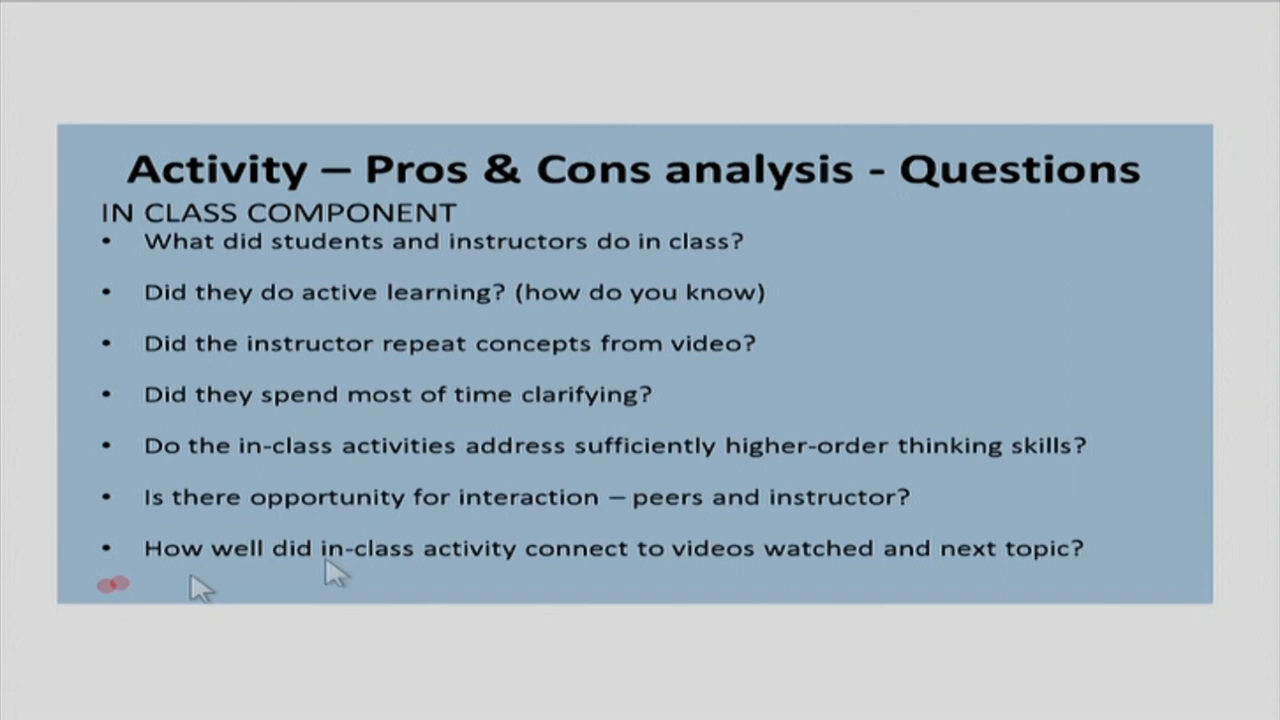 Activity – Pros & Cons analysis - Questions
IN CLASS COMPONENT
• What did students and instructors do in class?
• Did they do active learning? (how do you know)
• Did the instructor repeat concepts from video?
• Did they spend most of time clarifying?
• Do the in-class activities address sufficiently higher-order thinking skills?
• Is there opportunity for interaction – peers and instructor?
• How well did in-class activity connect to videos watched and next topic?